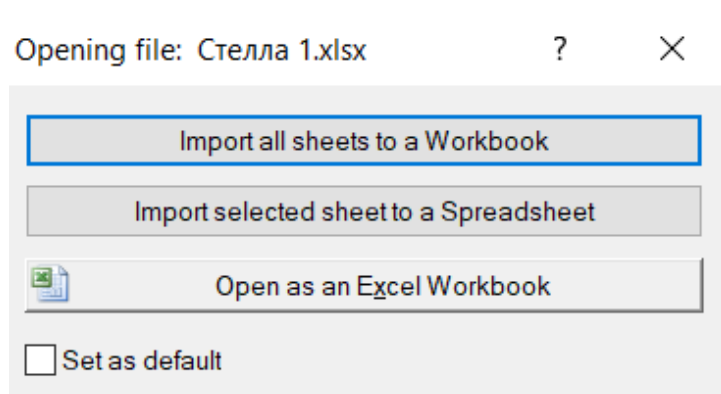 Opening file: Стелла 1.xlsx ?
Import all sheets to a Workbook
Import selected sheet to a Spreadsheet
Open as an Excel Workbook
Set as default